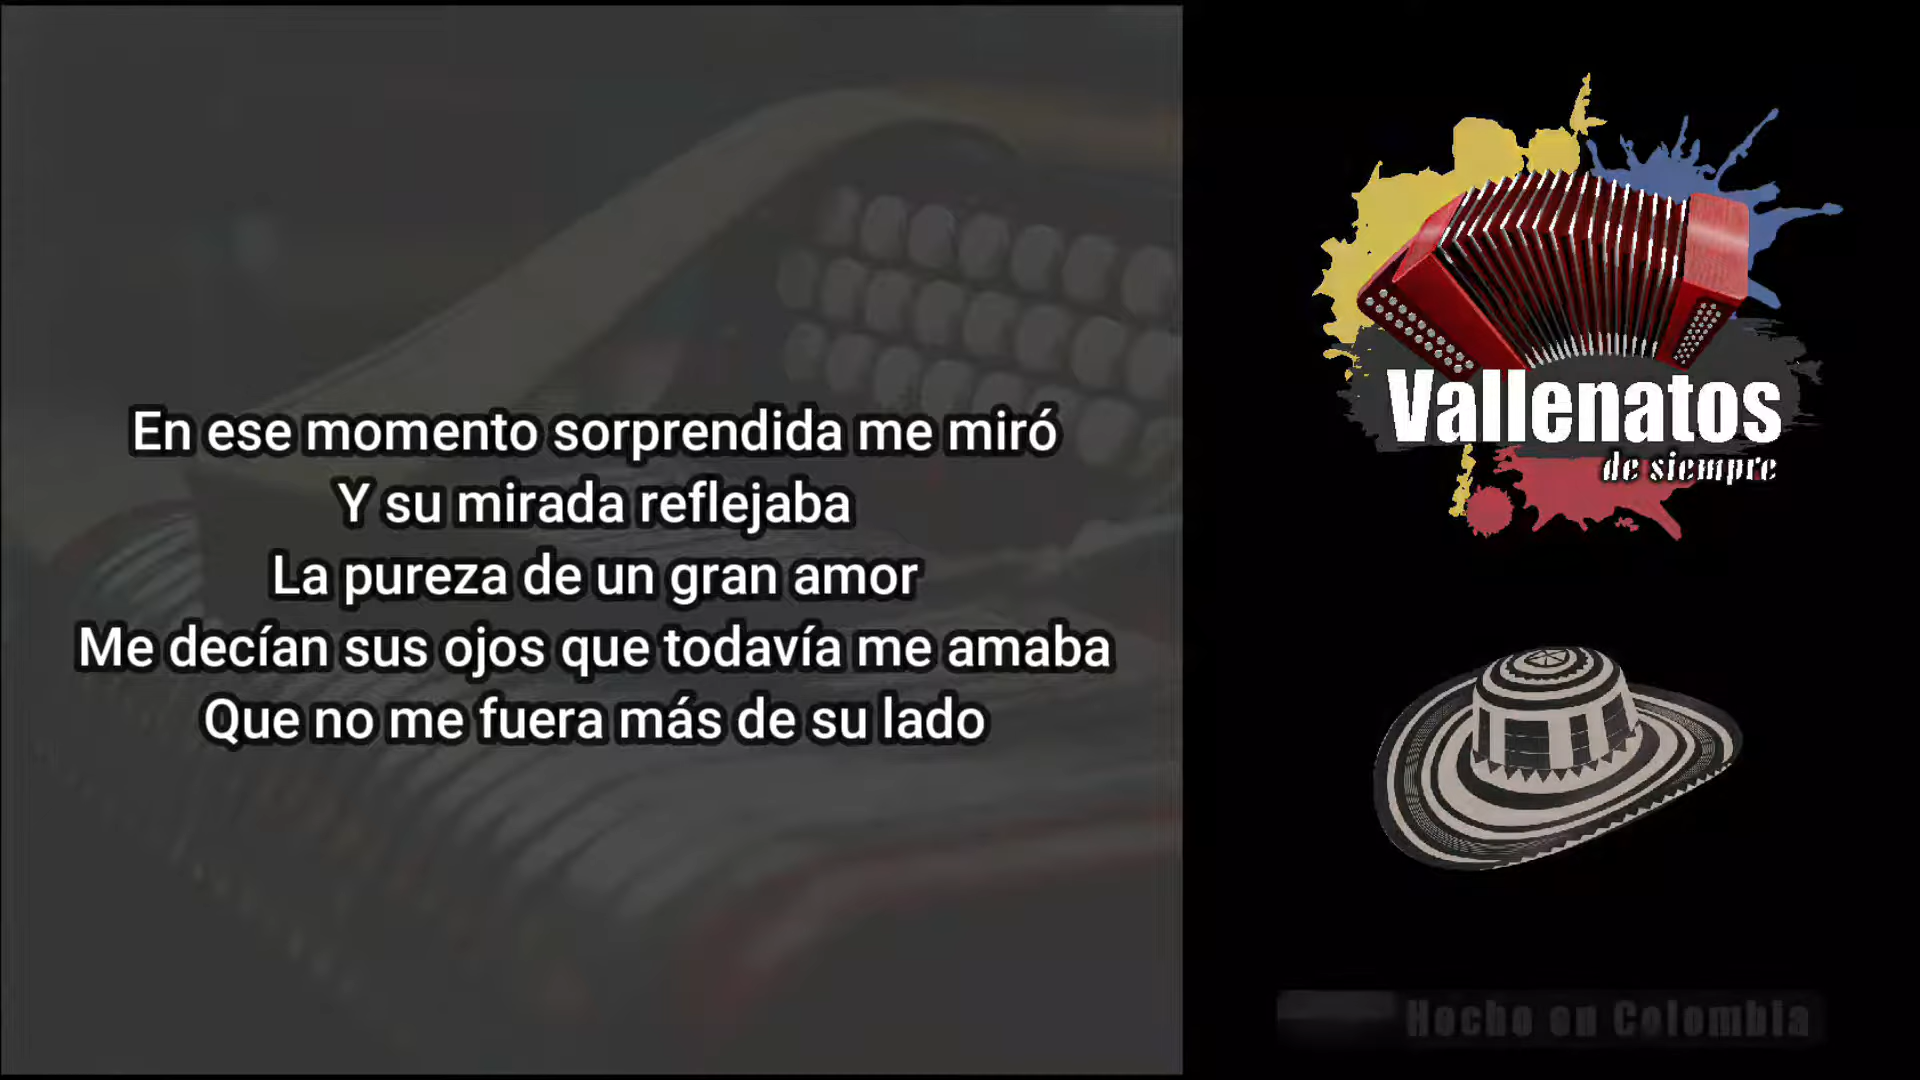 En ese momento sorprendida me miró
Y su mirada reflejaba
La pureza de un gran amor
Me decían sus ojos que todavía me amaba
Que no me fuera más de su lado
Vallenatos
de siempre
Hecho en Colombia